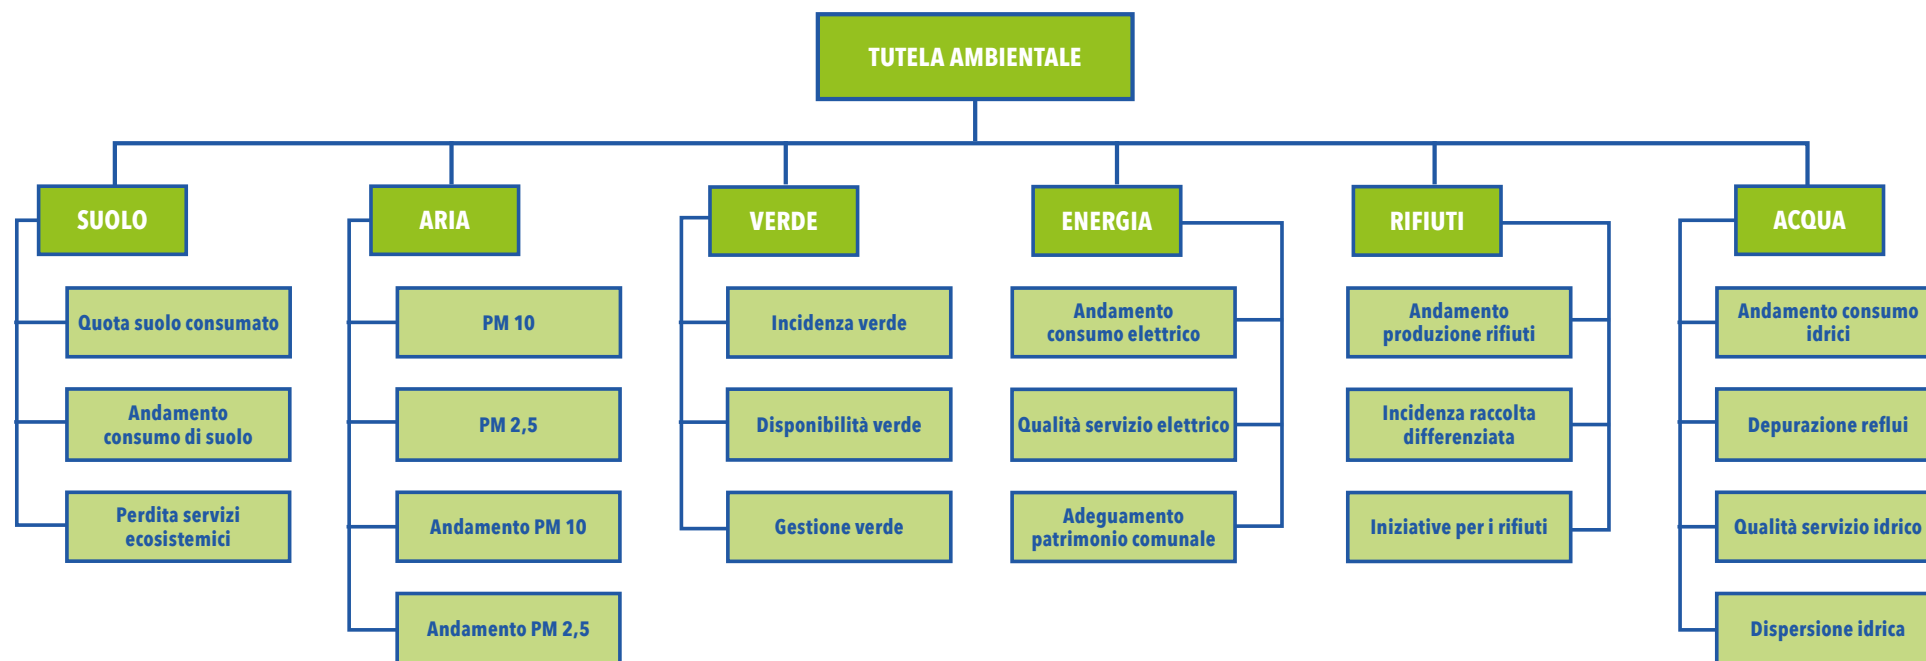 TUTELA AMBIENTALE
SUOLO
Quota suolo consumato
Andamento
consumo di suolo
Perdita servizi
ecosistemici
ARIA
PM 10
PM 2,5
Andamento PM 10
Andamento PM 2,5
VERDE
Incidenza verde
Disponibilità verde
Gestione verde
ENERGIA
Andamento
consumo elettrico
Qualità servizio elettrico
Adeguamento
patrimonio comunale
RIFIUTI
Andamento
produzione rifiuti
Incidenza raccolta
differenziata
Iniziative per i rifiuti
ACQUA
Andamento consumo
idrici
Depurazione reflui
Qualità servizio idrico
Dispersione idrica